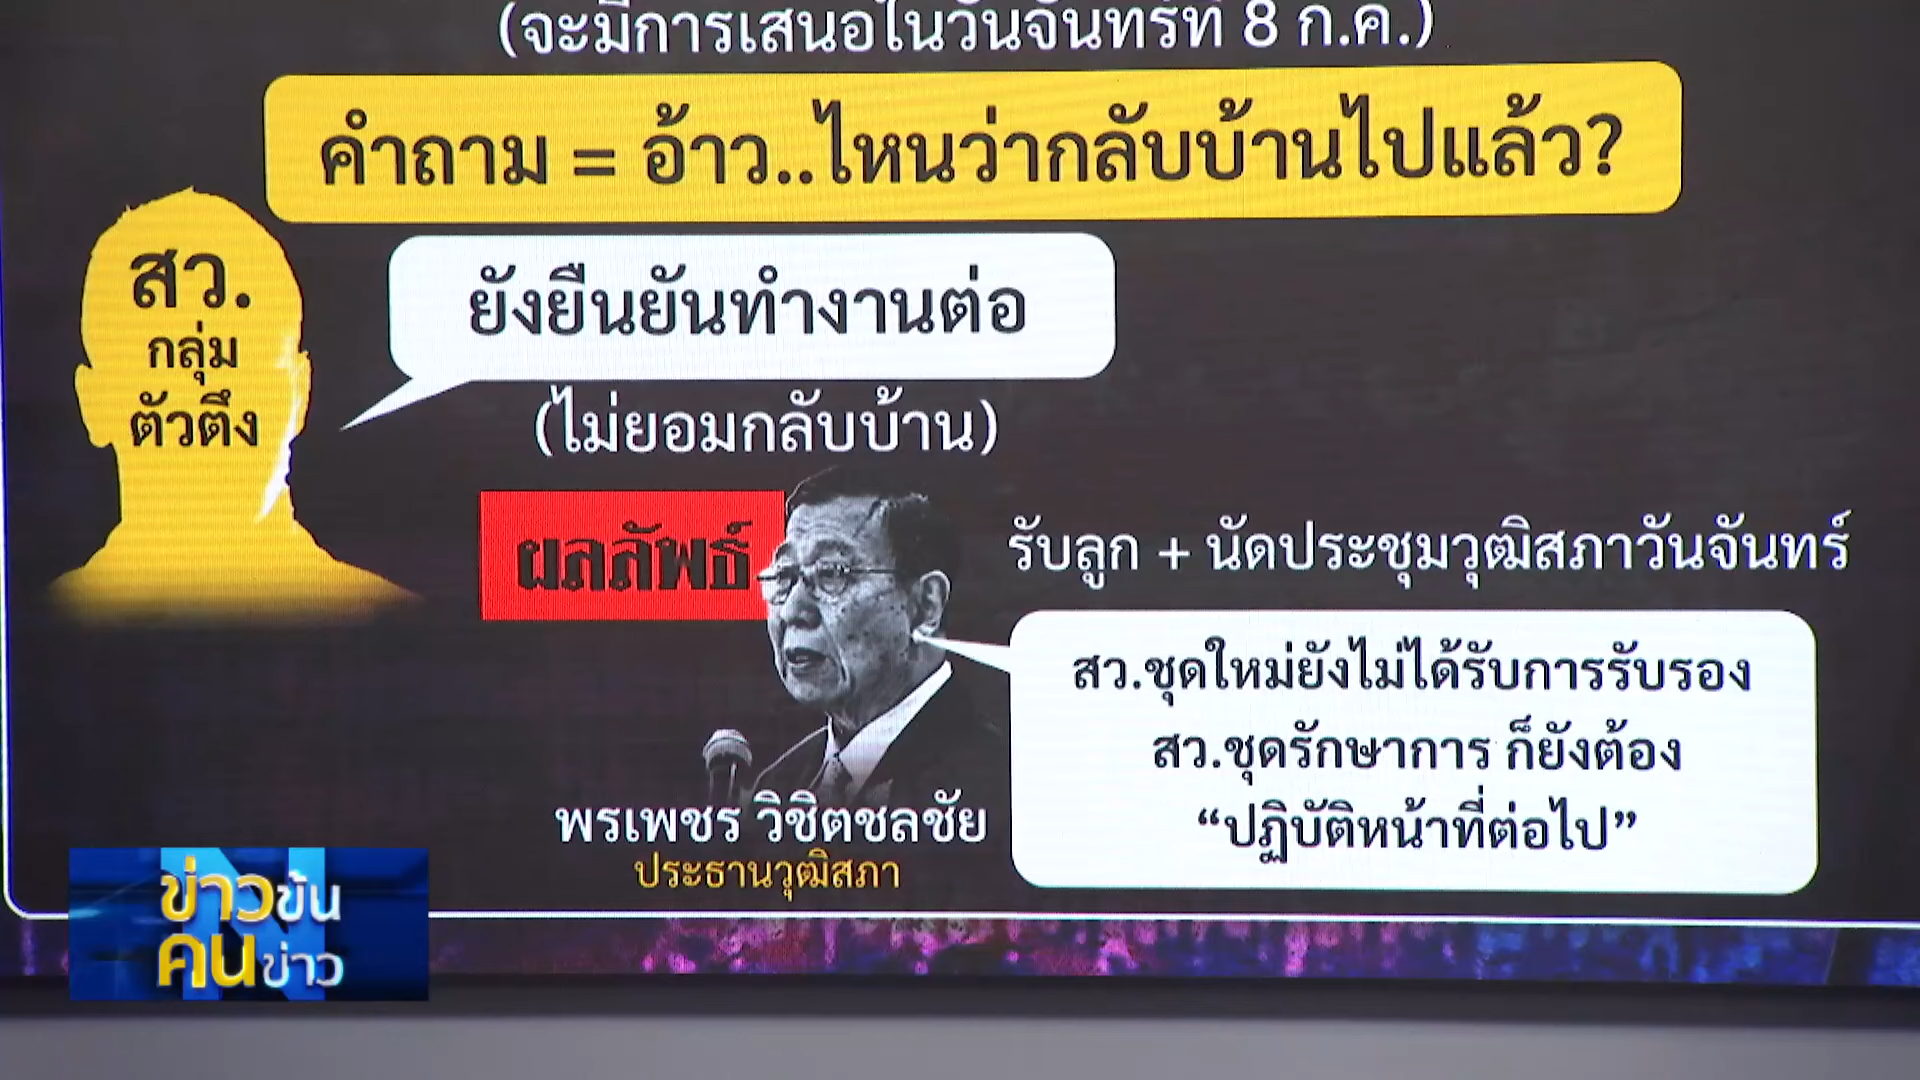 (จะมีการเสนอในวันจันทร์ที่ 8 ก.ค.)
คำถาม = อ้าว..ไหนว่ากลับบ้านไปแล้ว?
สว.
กลุ่ม
ตัวตึง
ยังยืนยันทำงานต่อ
(ไม่ยอมกลับบ้าน)
ผลลัพธ์
รับลูก + นัดประชุมวุฒิสภาวันจันทร์
สว.ชุดใหม่ยังไม่ได้รับการรับรอง
สว.ชุดรักษาการ ก็ยังต้อง
“ปฏิบัติหน้าที่ต่อไป”
พรเพชร วิชิตชลชัย
ประธานวุฒิสภา
ข่าวข้น
คนข่าว